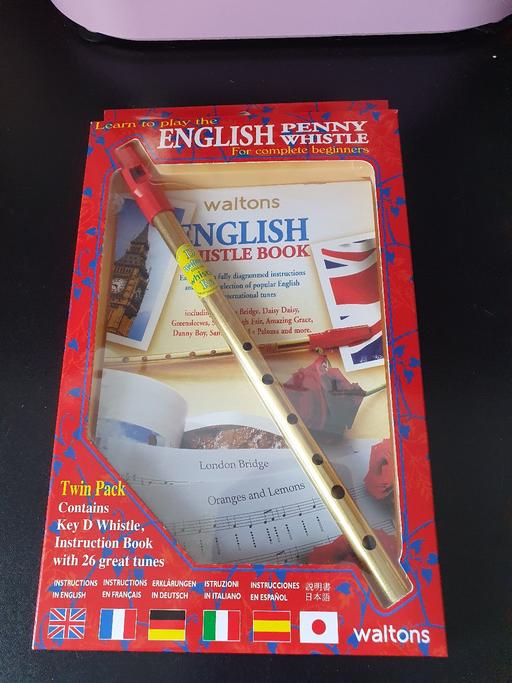 Learn to play the
ENGLISH PENNY WHISTLE
For complete beginners
waltons
ENGLISH
WHISTLE BOOK
fully diagrammed instructions
selection of popular English
international tunes
Bridge, Daisy Daisy,
Greensleeves, Fair, Amazing Grace,
Danny Boy, Paloma and more.
London Bridge
Oranges and Lemons
Twin Pack
Contains
Key D Whistle,
Instruction Book
with 26 great tunes
INSTRUCTIONS IN ENGLISH
INSTRUCTIONS EN FRANÇAIS
ERKLÄRUNGEN IN DEUTSCH
ISTRUZIONI IN ITALIANO
INSTRUCCIONES EN ESPAÑOL
説明書 日本語
waltons